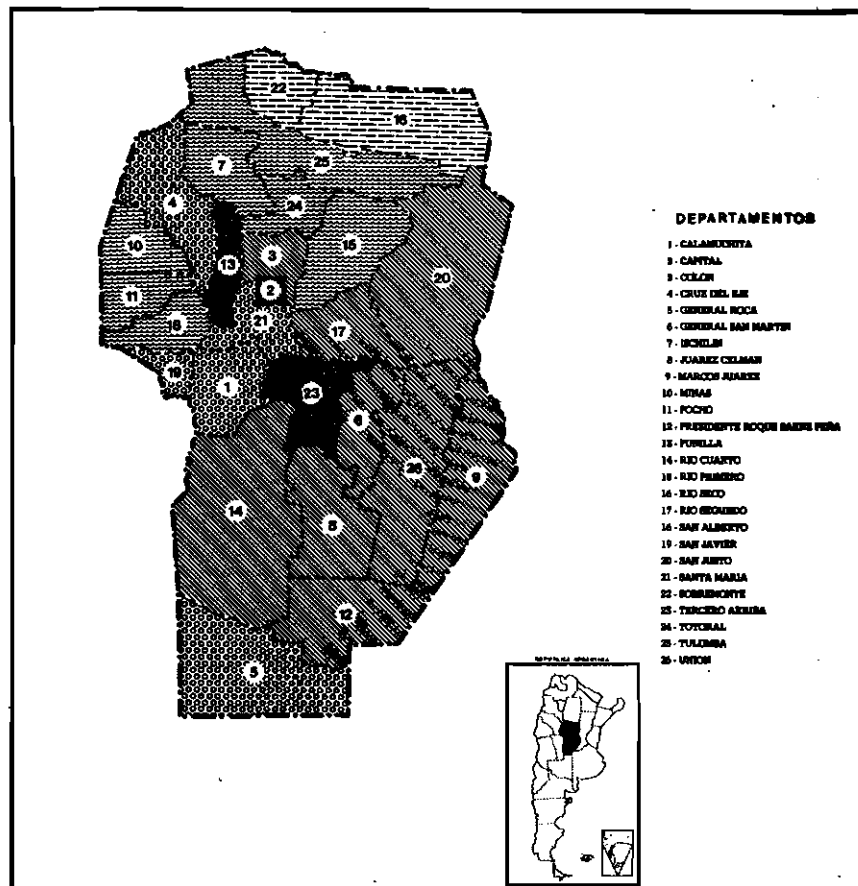 22
16
7
25
4
24
10
3
15
13
20
11
2
18
21
17
19
1
23
6
26
9
14
8
12
5
DEPARTAMENTOS
1 - CALAMUCHITA
2 - CAPITAL
3 - COLON
4 - CRUZ DEL EJE
5 - GENERAL ROCA
6 - GENERAL SAN MARTIN
7 - ISCHILIN
8 - JUAREZ CELMAN
9 - MARCOS JUAREZ
10 - MINAS
11 - POCHO
12 - PRESIDENTE ROQUE SAENZ PEÑA
13 - PUNILLA
14 - RIO CUARTO
15 - RIO PRIMERO
16 - RIO SECO
17 - RIO SEGUNDO
18 - SAN ALBERTO
19 - SAN JAVIER
20 - SAN JUSTO
21 - SANTA MARIA
22 - SOBREMONTE
23 - TERCERO ARRIBA
24 - TOTORAL
25 - TULUMBA
26 - UNION
REPUBLICA ARGENTINA